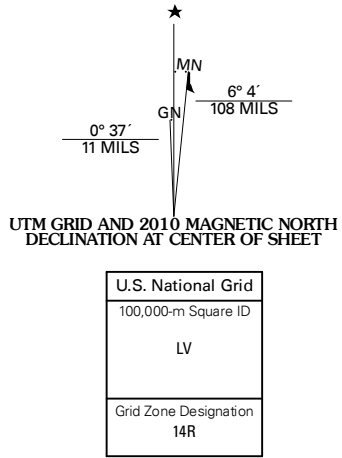 ★
MN
GN
6° 4´
108 MILS
0° 37´
11 MILS
UTM GRID AND 2010 MAGNETIC NORTH
DECLINATION AT CENTER OF SHEET
U.S. National Grid
100,000-m Square ID
LV
Grid Zone Designation
14R